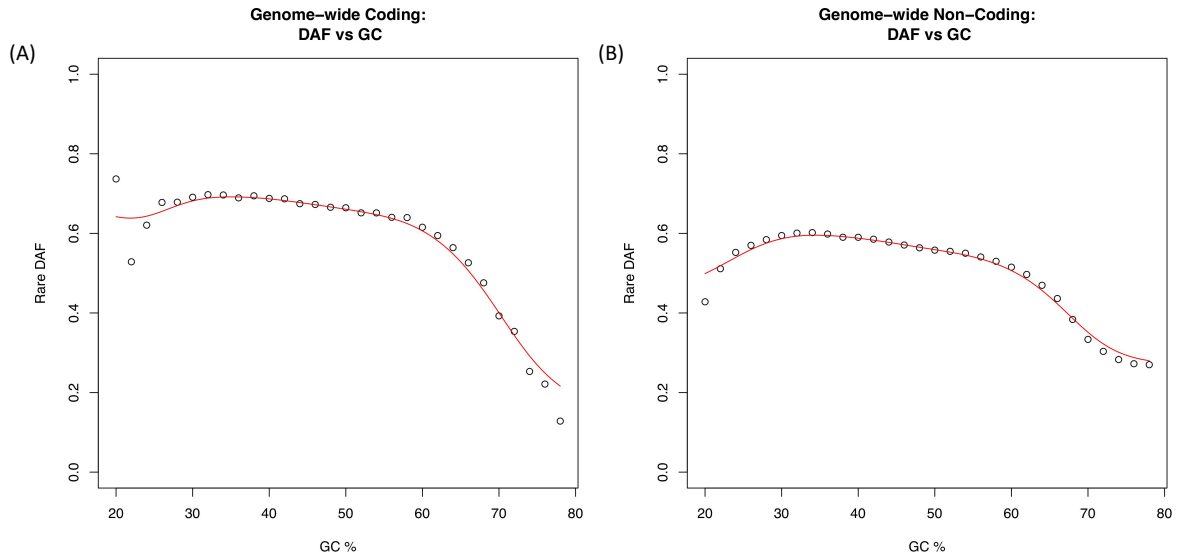 (A)
Genome–wide Coding:
DAF vs GC
Rare DAF
1.0
0.8
0.6
0.4
0.2
0.0
20 30 40 50 60 70 80
GC %
(B)
Genome–wide Non–Coding:
DAF vs GC
Rare DAF
1.0
0.8
0.6
0.4
0.2
0.0
20 30 40 50 60 70 80
GC %